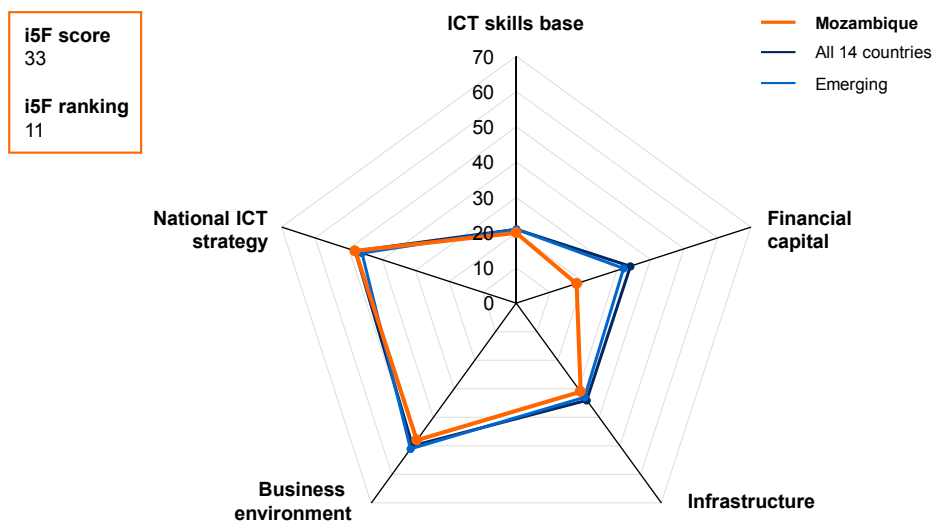 i5F score
33
i5F ranking
11
ICT skills base
Mozambique
All 14 countries
Emerging
70
60
50
40
30
20
10
0
National ICT
strategy
Financial
capital
Business
environment
Infrastructure